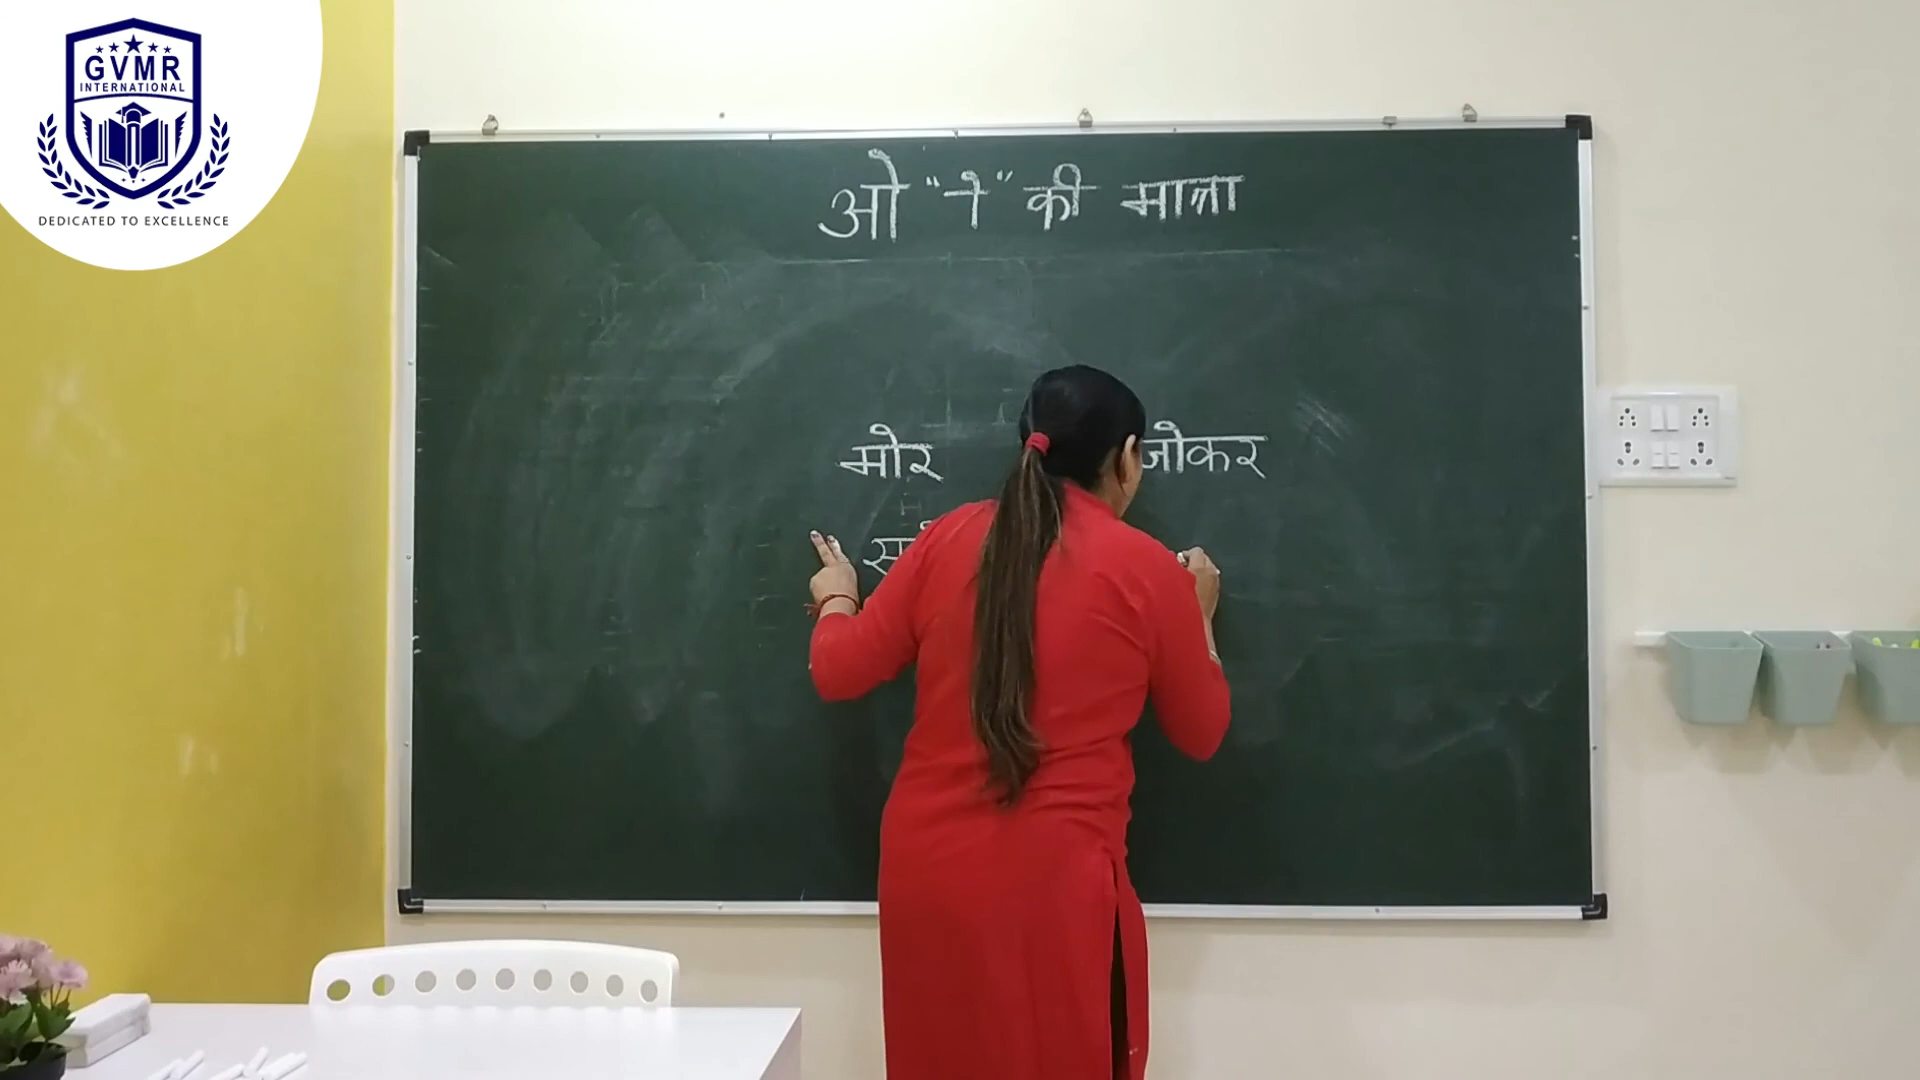 GVMR
INTERNATIONAL
DEDICATED TO EXCELLENCE
ओ "ो" की मात्रा
मोर जोकर